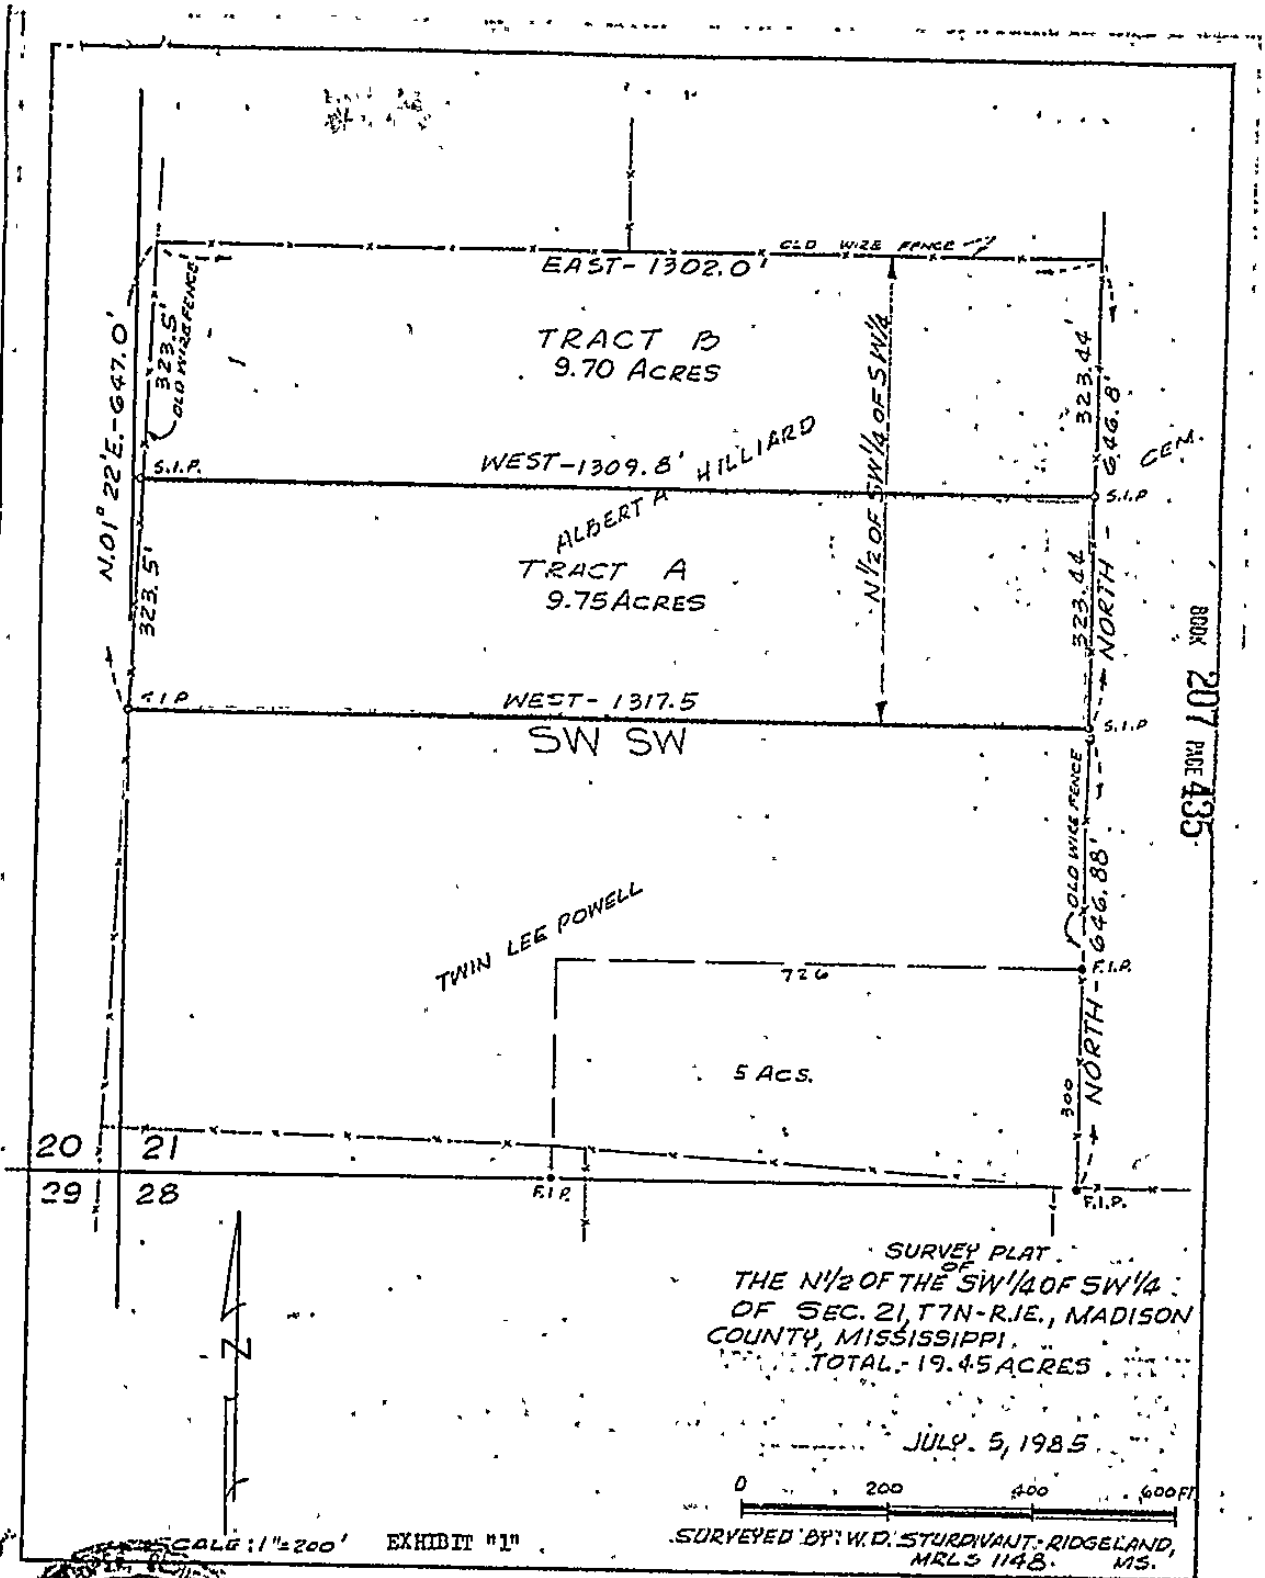 OLD WIRE FENCE
EAST-1302.0'
323.5'
OLD WIRE FENCE
N.01°22'E.-647.0'
TRACT B
9.70 ACRES
N 1/2 OF SW 1/4 OF SW 1/4
323.44'
NORTH - 646.8'
CEM.
S.I.P.
WEST-1309.8'
S.I.P
ALBERT A HILLIARD
TRACT A
9.75 ACRES
323.5'
323.44
BOOK 207 PAGE 435
S.I.P
WEST-1317.5
S.I.P
SW SW
OLD WIRE FENCE
TWIN LEE POWELL
NORTH - 646.88'
726
F.I.P.
5 ACS.
300
20 21
29 28
F.I.P.
F.I.P.
N
SURVEY PLAT
OF
THE N 1/2 OF THE SW 1/4 OF SW 1/4
OF SEC. 21, T7N-R.1E., MADISON
COUNTY, MISSISSIPPI.
TOTAL.-19.45 ACRES
JULY. 5, 1985
0 200 400 600 FT
SCALE: 1"=200' EXHIBIT "1"
SURVEYED BY: W.D. STURDIVANT.-RIDGELAND,
MRLS 1148. MS.